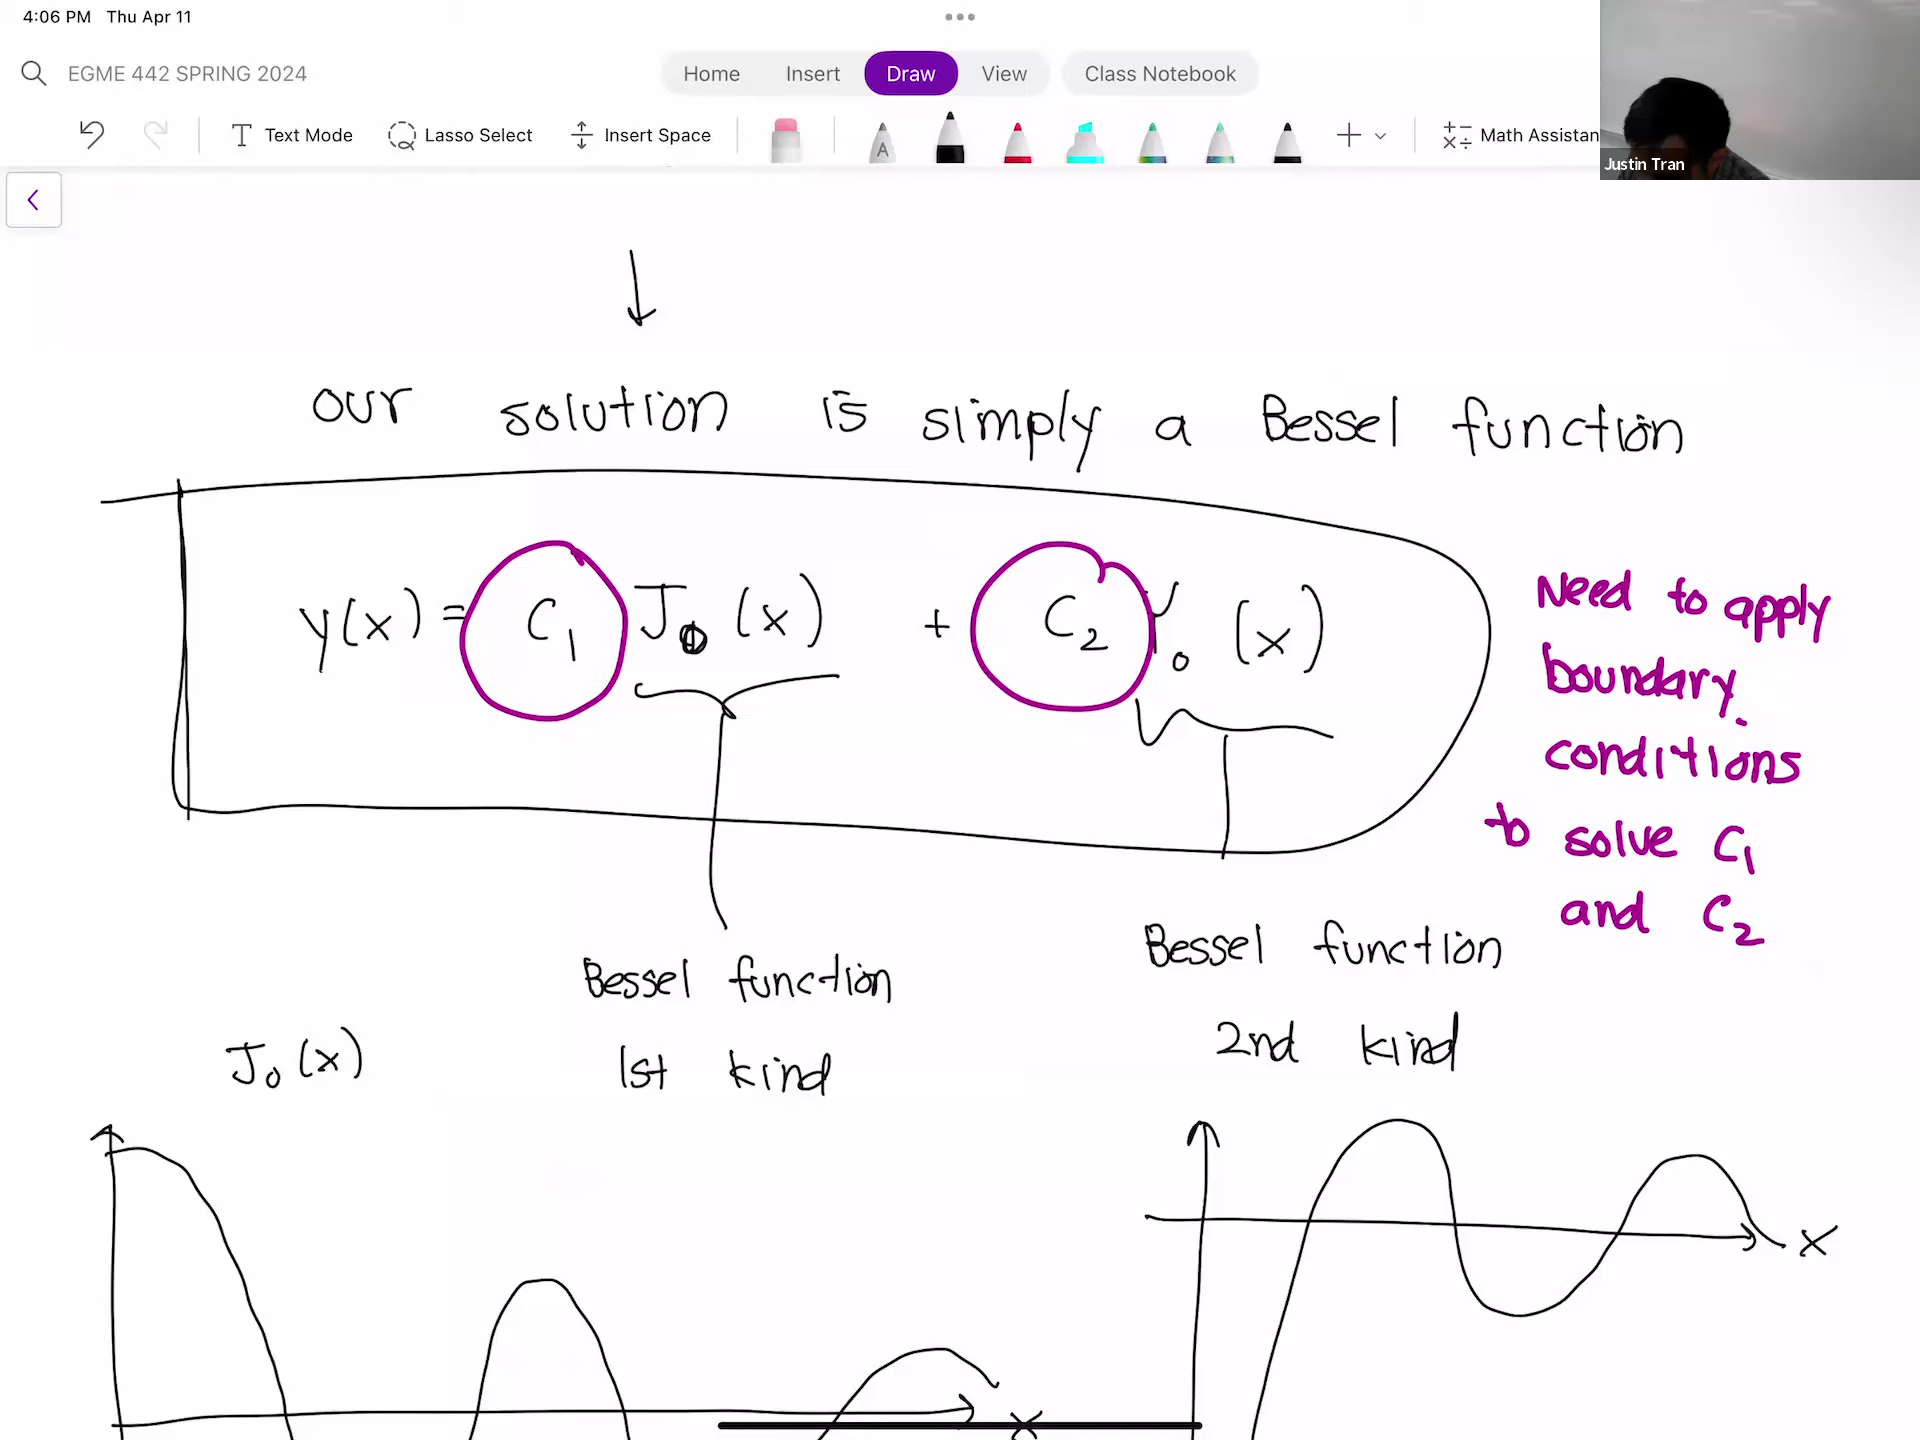 4:06 PM Thu Apr 11
EGME 442 SPRING 2024
Home Insert Draw View Class Notebook
Text Mode Lasso Select Insert Space A Math Assistan
Justin Tran
our solution is simply a Bessel function
y(x) = C₁ J₀ (x) + C₂ Y₀ (x)
Need to apply
boundary
conditions
to solve C₁
and C₂
Bessel function
1st kind
Bessel function
2nd kind
J₀ (x)
x
x